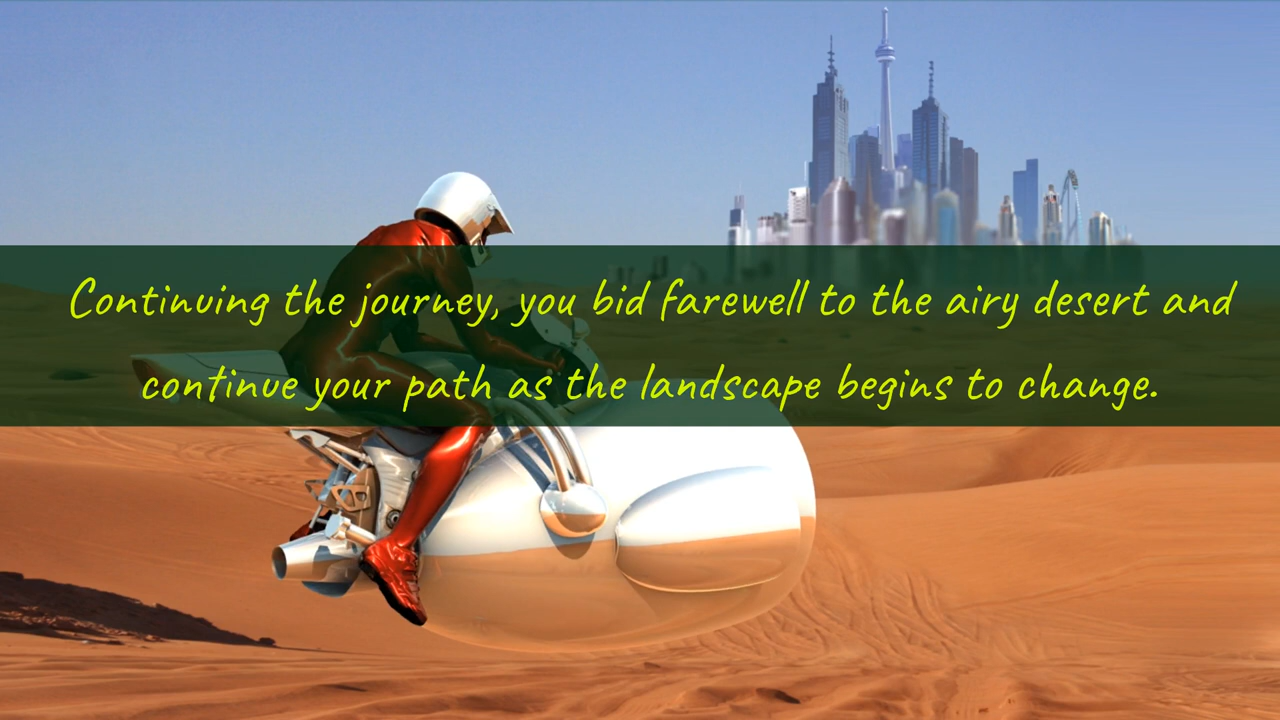 Continuing the journey, you bid farewell to the airy desert and
continue your path as the landscape begins to change.